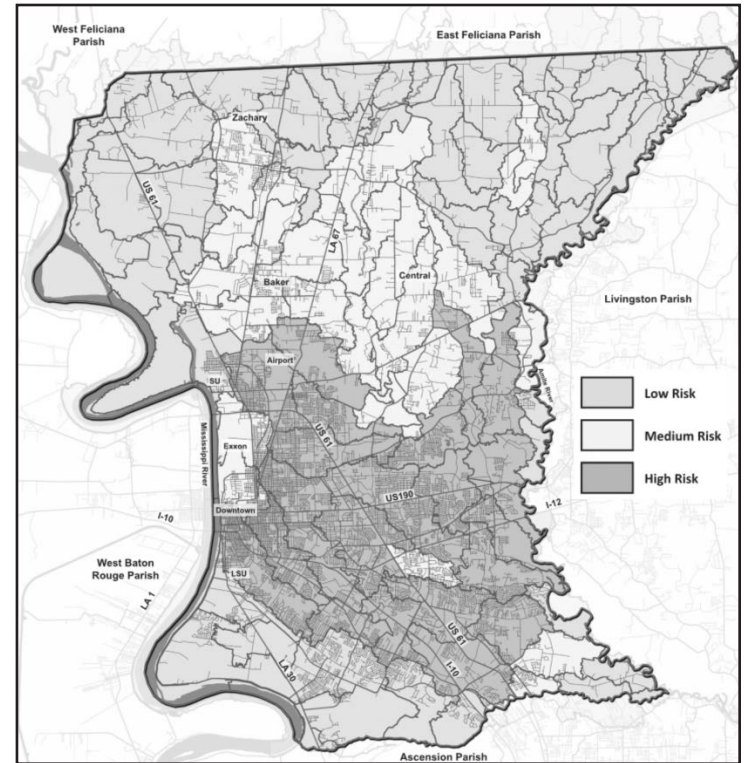 West Feliciana
Parish
East Feliciana Parish
Zachary
US 61
LA 67
Baker
Central
Livingston Parish
Airport
SU
Amite River
Low Risk
Mississippi River
Exxon
US 61
Medium Risk
High Risk
US190
I-12
I-10
Downtown
West Baton
Rouge Parish
LA 1
LSU
US 61
I-10
LA 30
Ascension Parish